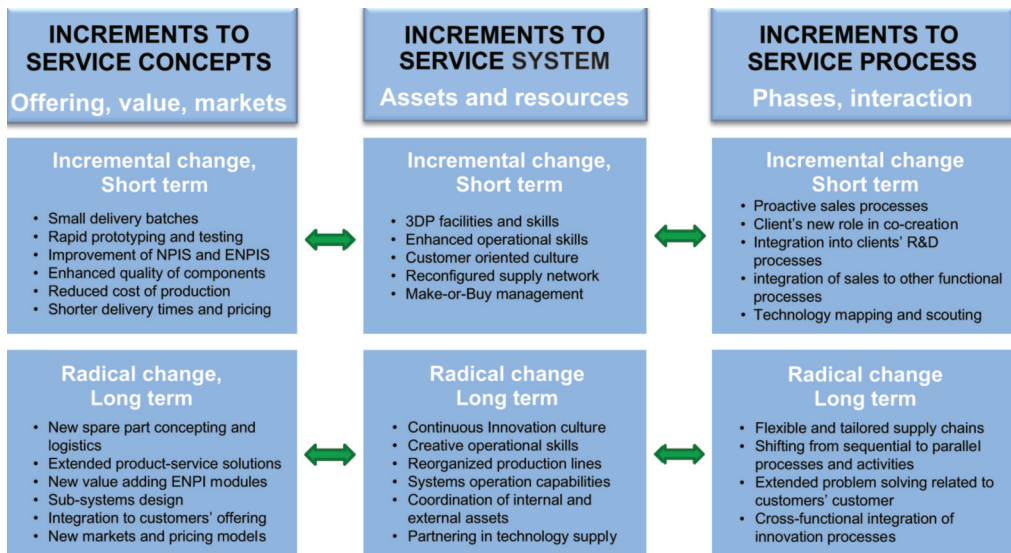 INCREMENTS TO
SERVICE CONCEPTS
Offering, value, markets
INCREMENTS TO
SERVICE SYSTEM
Assets and resources
INCREMENTS TO
SERVICE PROCESS
Phases, interaction
Incremental change,
Short term
• Small delivery batches
• Rapid prototyping and testing
• Improvement of NPIS and ENPIS
• Enhanced quality of components
• Reduced cost of production
• Shorter delivery times and pricing
Incremental change,
Short term
• 3DP facilities and skills
• Enhanced operational skills
• Customer oriented culture
• Reconfigured supply network
• Make-or-Buy management
Incremental change
Short term
• Proactive sales processes
• Client's new role in co-creation
• Integration into clients' R&D
processes
• integration of sales to other functional
processes
• Technology mapping and scouting
Radical change,
Long term
• New spare part concepting and
logistics
• Extended product-service solutions
• New value adding ENPI modules
• Sub-systems design
• Integration to customers' offering
• New markets and pricing models
Radical change
Long term
• Continuous Innovation culture
• Creative operational skills
• Reorganized production lines
• Systems operation capabilities
• Coordination of internal and
external assets
• Partnering in technology supply
Radical change
Long term
• Flexible and tailored supply chains
• Shifting from sequential to parallel
processes and activities
• Extended problem solving related to
customers' customer
• Cross-functional integration of
innovation processes